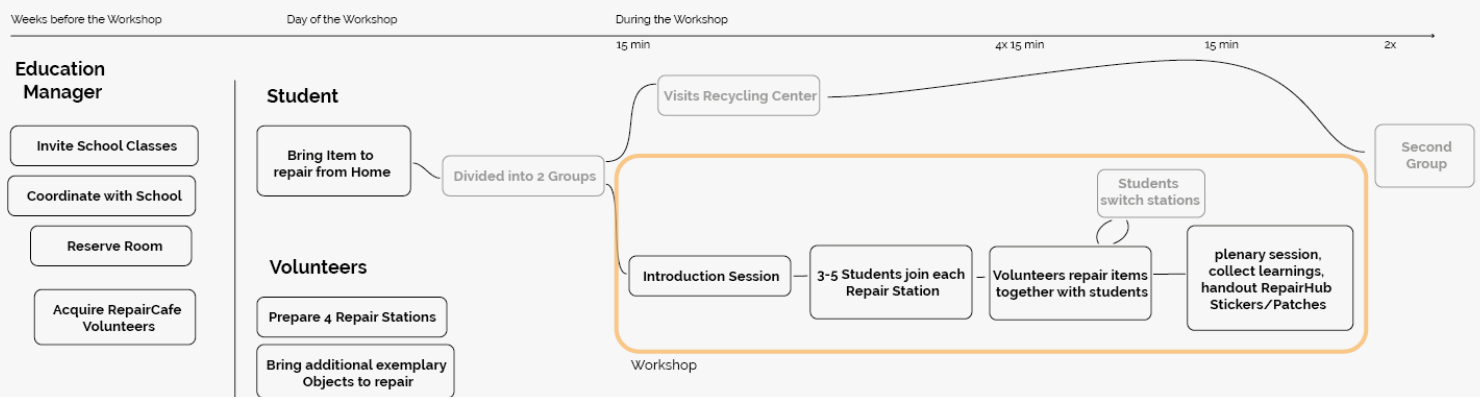 Weeks before the Workshop
Day of the Workshop
During the Workshop
15 min
4x 15 min
15 min
2x
Education
Manager
Invite School Classes
Coordinate with School
Reserve Room
Acquire RepairCafe
Volunteers
Student
Bring Item to
repair from Home
Divided into 2 Groups
Volunteers
Prepare 4 Repair Stations
Bring additional exemplary
Objects to repair
Visits Recycling Center
Introduction Session
3-5 Students join each
Repair Station
Volunteers repair items
together with students
Students
switch stations
plenary session,
collect learnings,
handout RepairHub
Stickers/Patches
Workshop
Second
Group